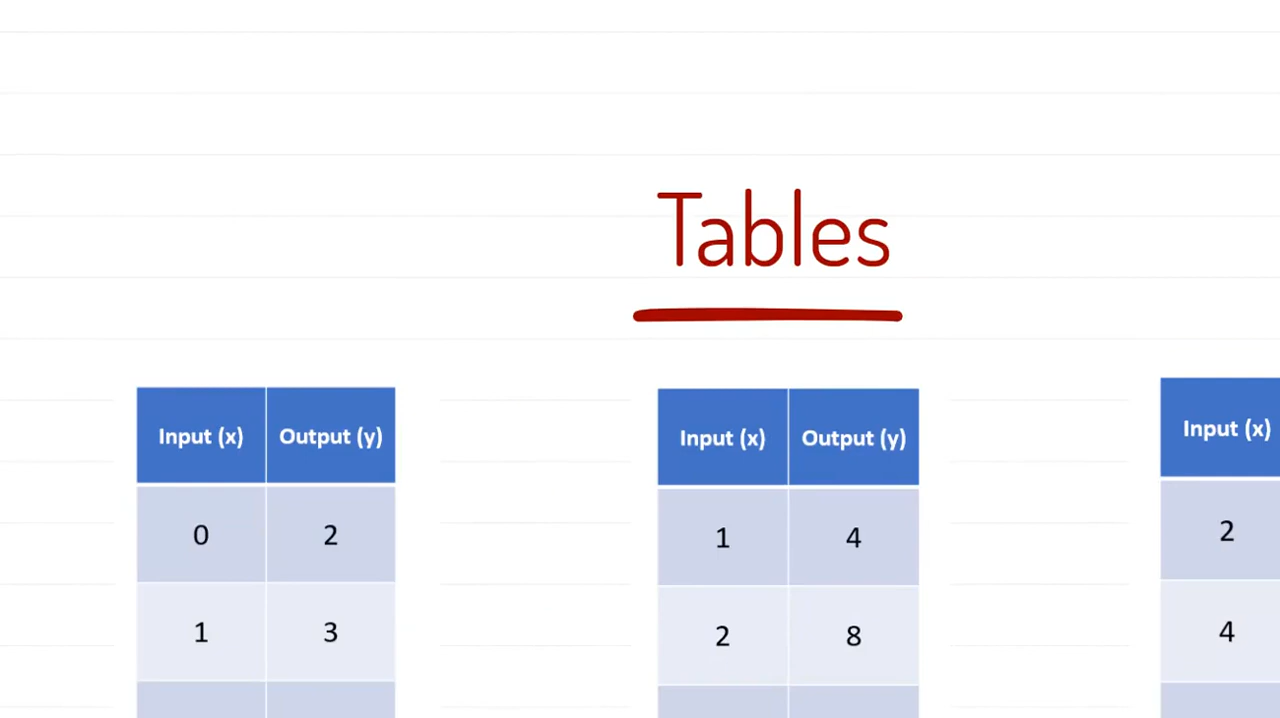 Tables
Input (x) Output (y)
0 2
1 3
Input (x) Output (y)
1 4
2 8
Input (x)
2
4